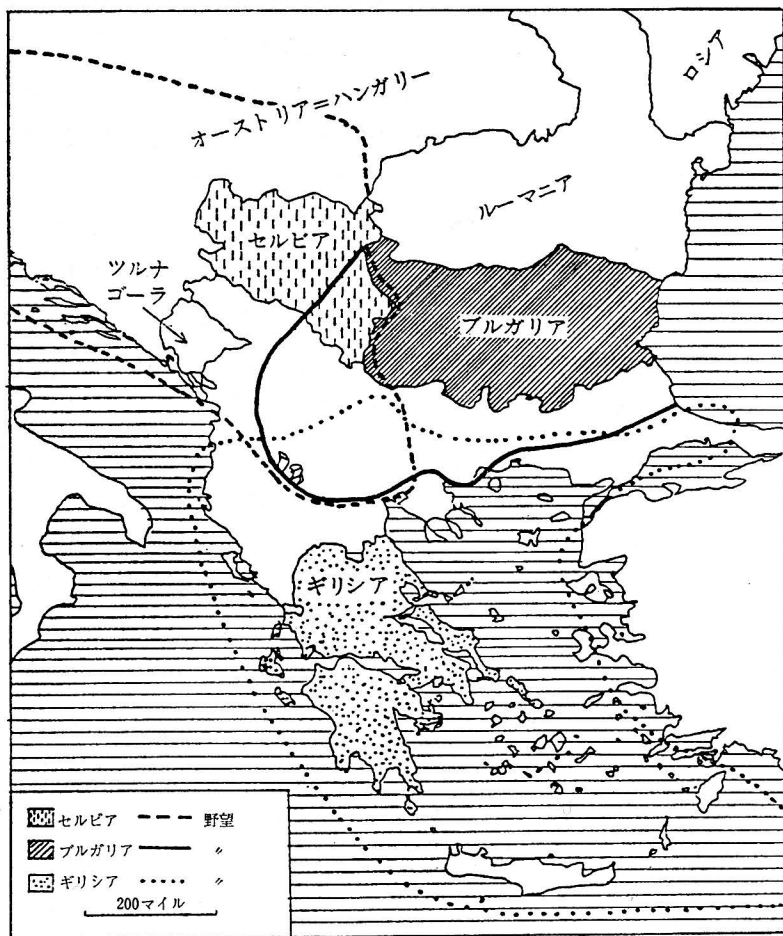 ロシア
オーストリア=ハンガリー
ルーマニア
セルビア
ツルナ
ゴーラ
ブルガリア
ギリシア
セルビア 野望
ブルガリア 〃
ギリシア 〃
200マイル